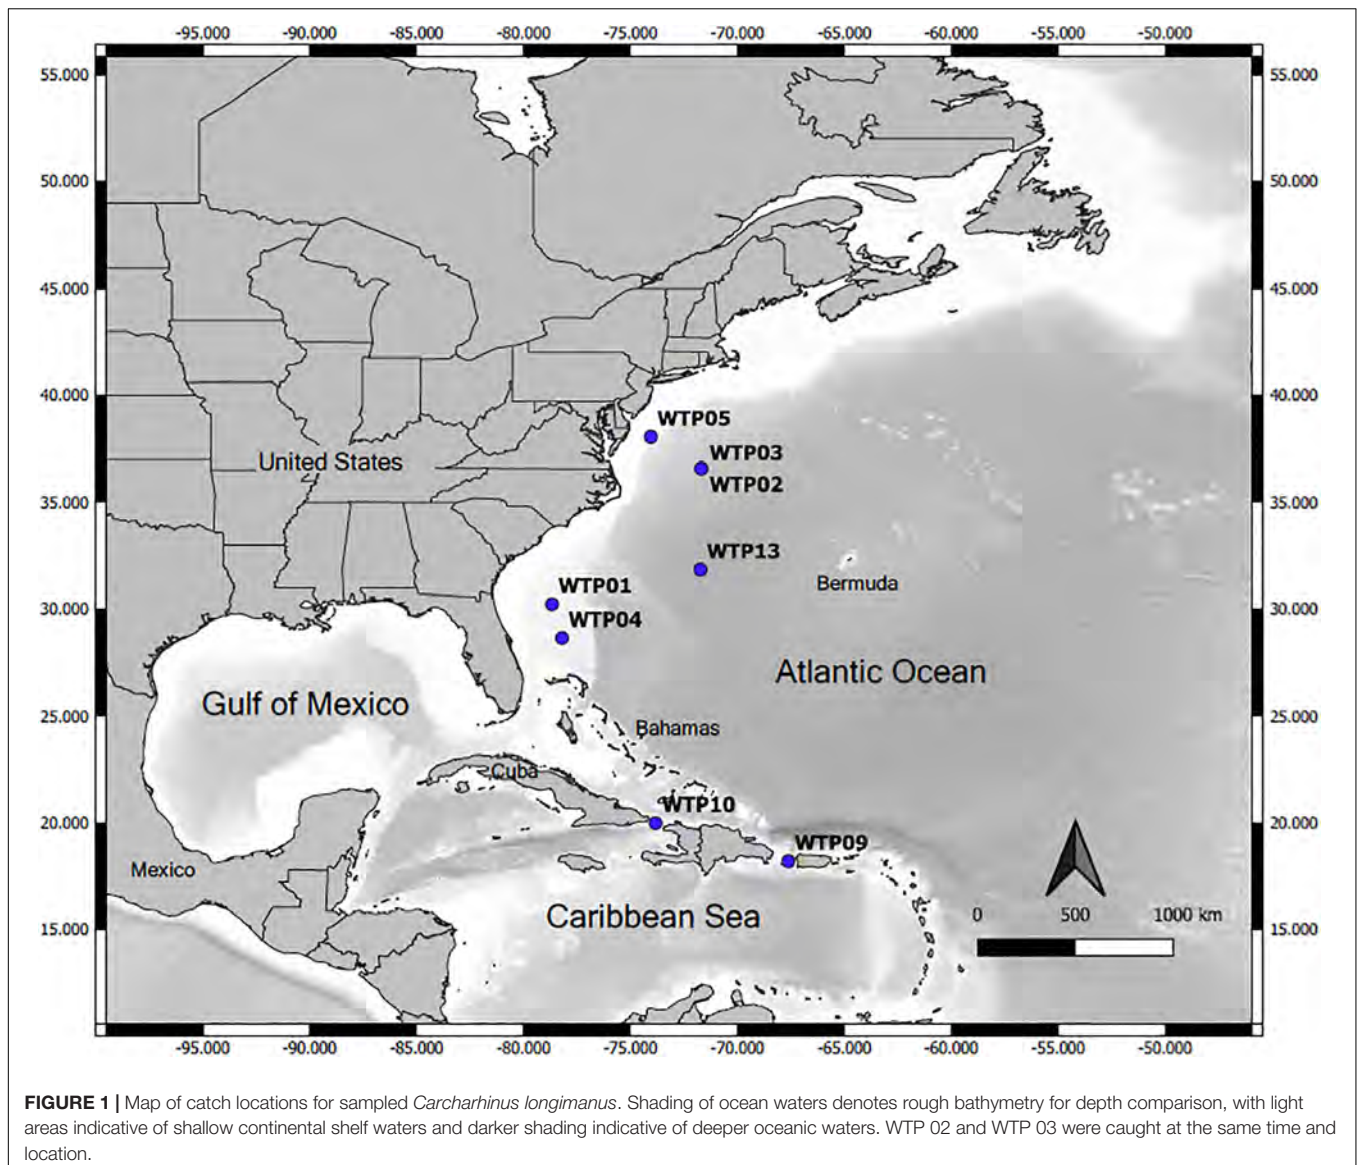 -95.000 -90.000 -85.000 -80.000 -75.000 -70.000 -65.000 -60.000 -55.000 -50.000
55.000 55.000
50.000 50.000
45.000 45.000
40.000 40.000
WTP05
WTP03
United States
WTP02
35.000 35.000
WTP13
Bermuda
WTP01
30.000 30.000
WTP04
Atlantic Ocean
Gulf of Mexico
25.000 25.000
Bahamas
Cuba
WTP10
20.000 20.000
WTP09
Mexico
Caribbean Sea
0 500 1000 km
15.000 15.000
-95.000 -90.000 -85.000 -80.000 -75.000 -70.000 -65.000 -60.000 -55.000 -50.000
FIGURE 1 | Map of catch locations for sampled Carcharhinus longimanus. Shading of ocean waters denotes rough bathymetry for depth comparison, with light
areas indicative of shallow continental shelf waters and darker shading indicative of deeper oceanic waters. WTP 02 and WTP 03 were caught at the same time and
location.